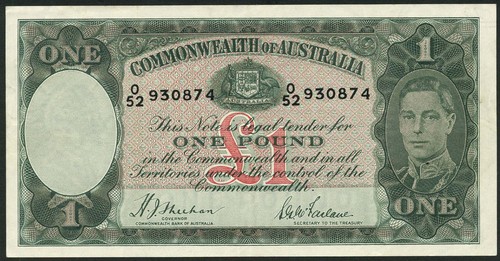 ONE
1
COMMONWEALTH OF AUSTRALIA
AUSTRALIA
O/52 930874 O/52 930874
This Note is legal tender for
ONE POUND
in the Commonwealth and in all
Territories under the control of the
Commonwealth.
£1
H.J. Sheehan
GOVERNOR
COMMONWEALTH BANK OF AUSTRALIA
SECRETARY TO THE TREASURY
1
ONE